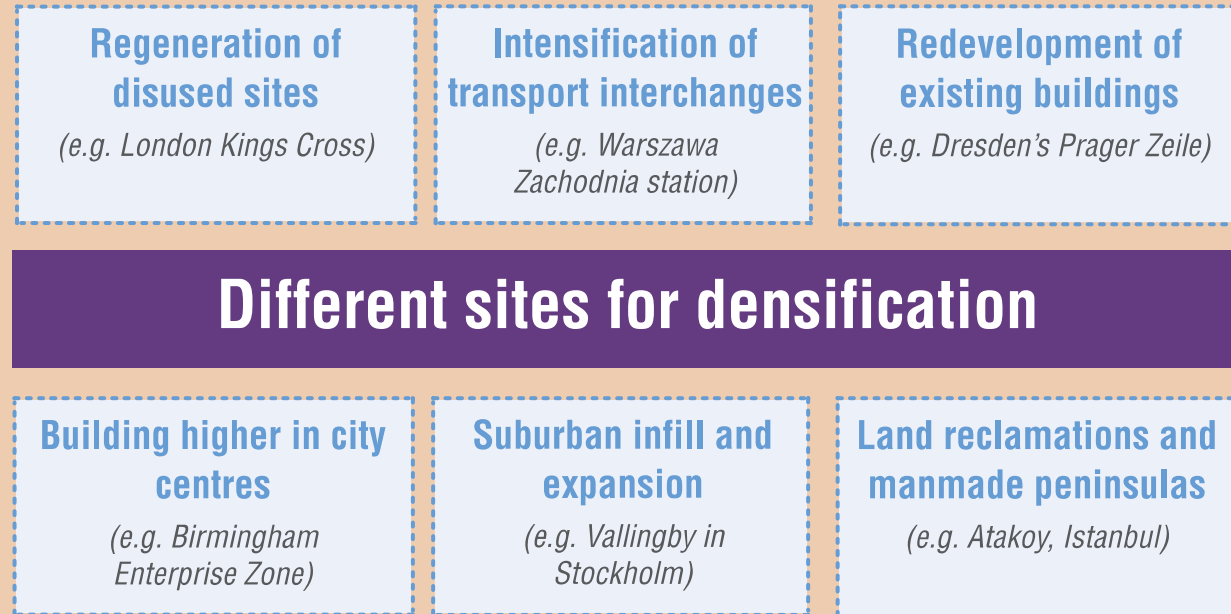 Regeneration of
disused sites
(e.g. London Kings Cross)
Intensification of
transport interchanges
(e.g. Warszawa
Zachodnia station)
Redevelopment of
existing buildings
(e.g. Dresden's Prager Zeile)
Different sites for densification
Building higher in city
centres
(e.g. Birmingham
Enterprise Zone)
Suburban infill and
expansion
(e.g. Vallingby in
Stockholm)
Land reclamations and
manmade peninsulas
(e.g. Atakoy, Istanbul)